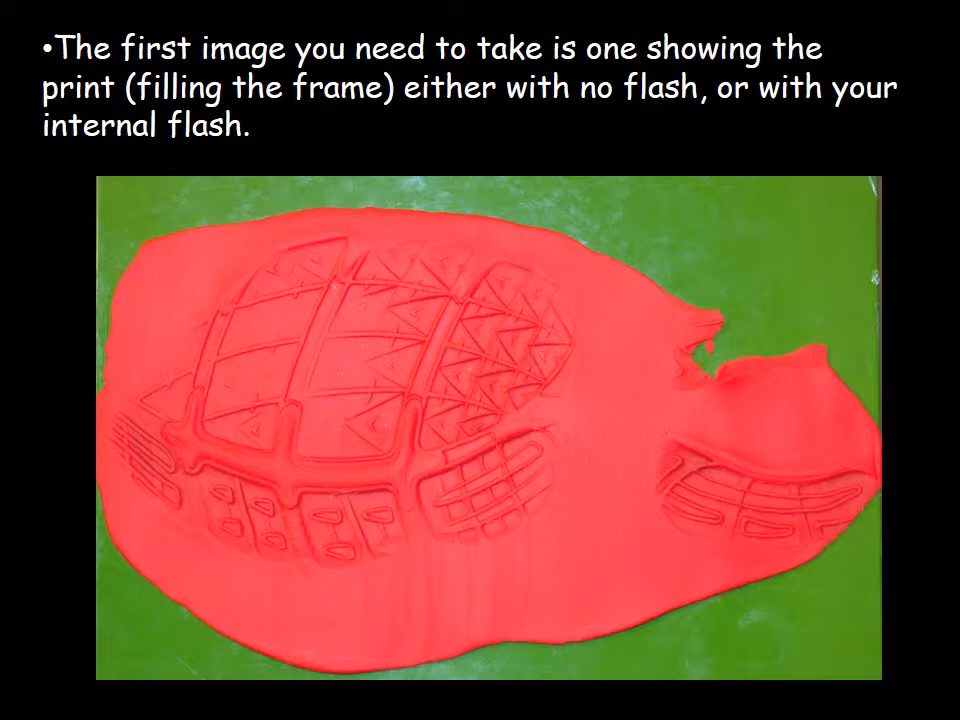 •The first image you need to take is one showing the
print (filling the frame) either with no flash, or with your
internal flash.